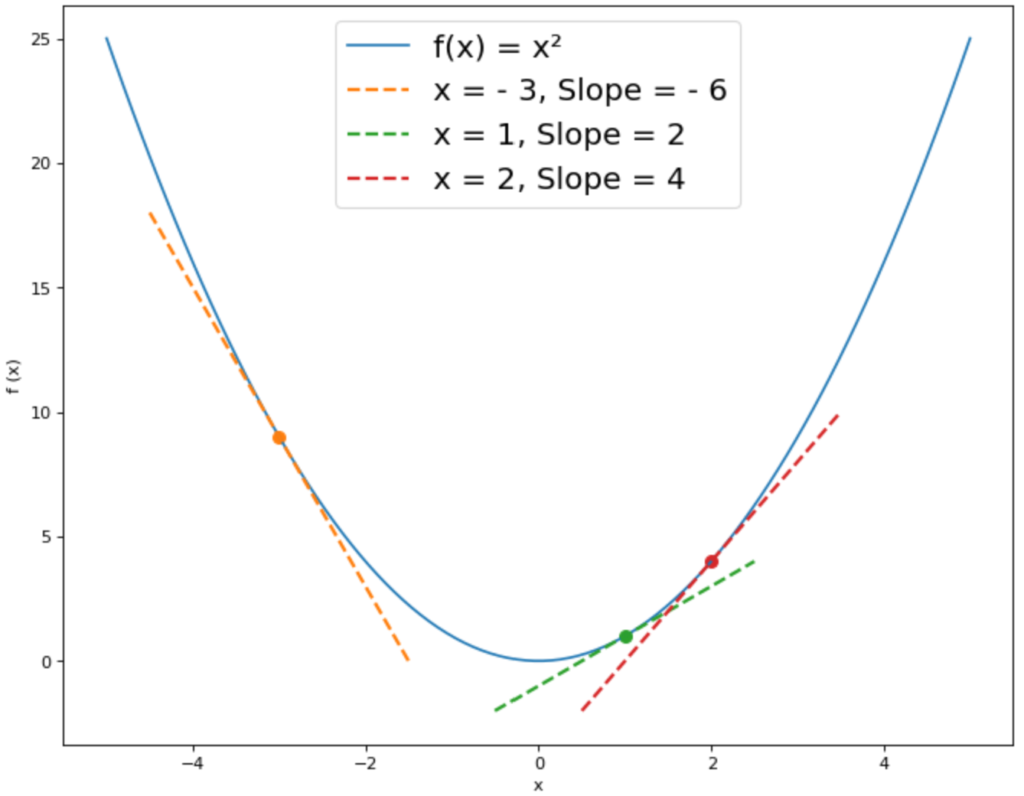 f(x) = x²
x = - 3, Slope = - 6
x = 1, Slope = 2
x = 2, Slope = 4
25
20
15
10
5
0
f (x)
−4 −2 0 2 4
x